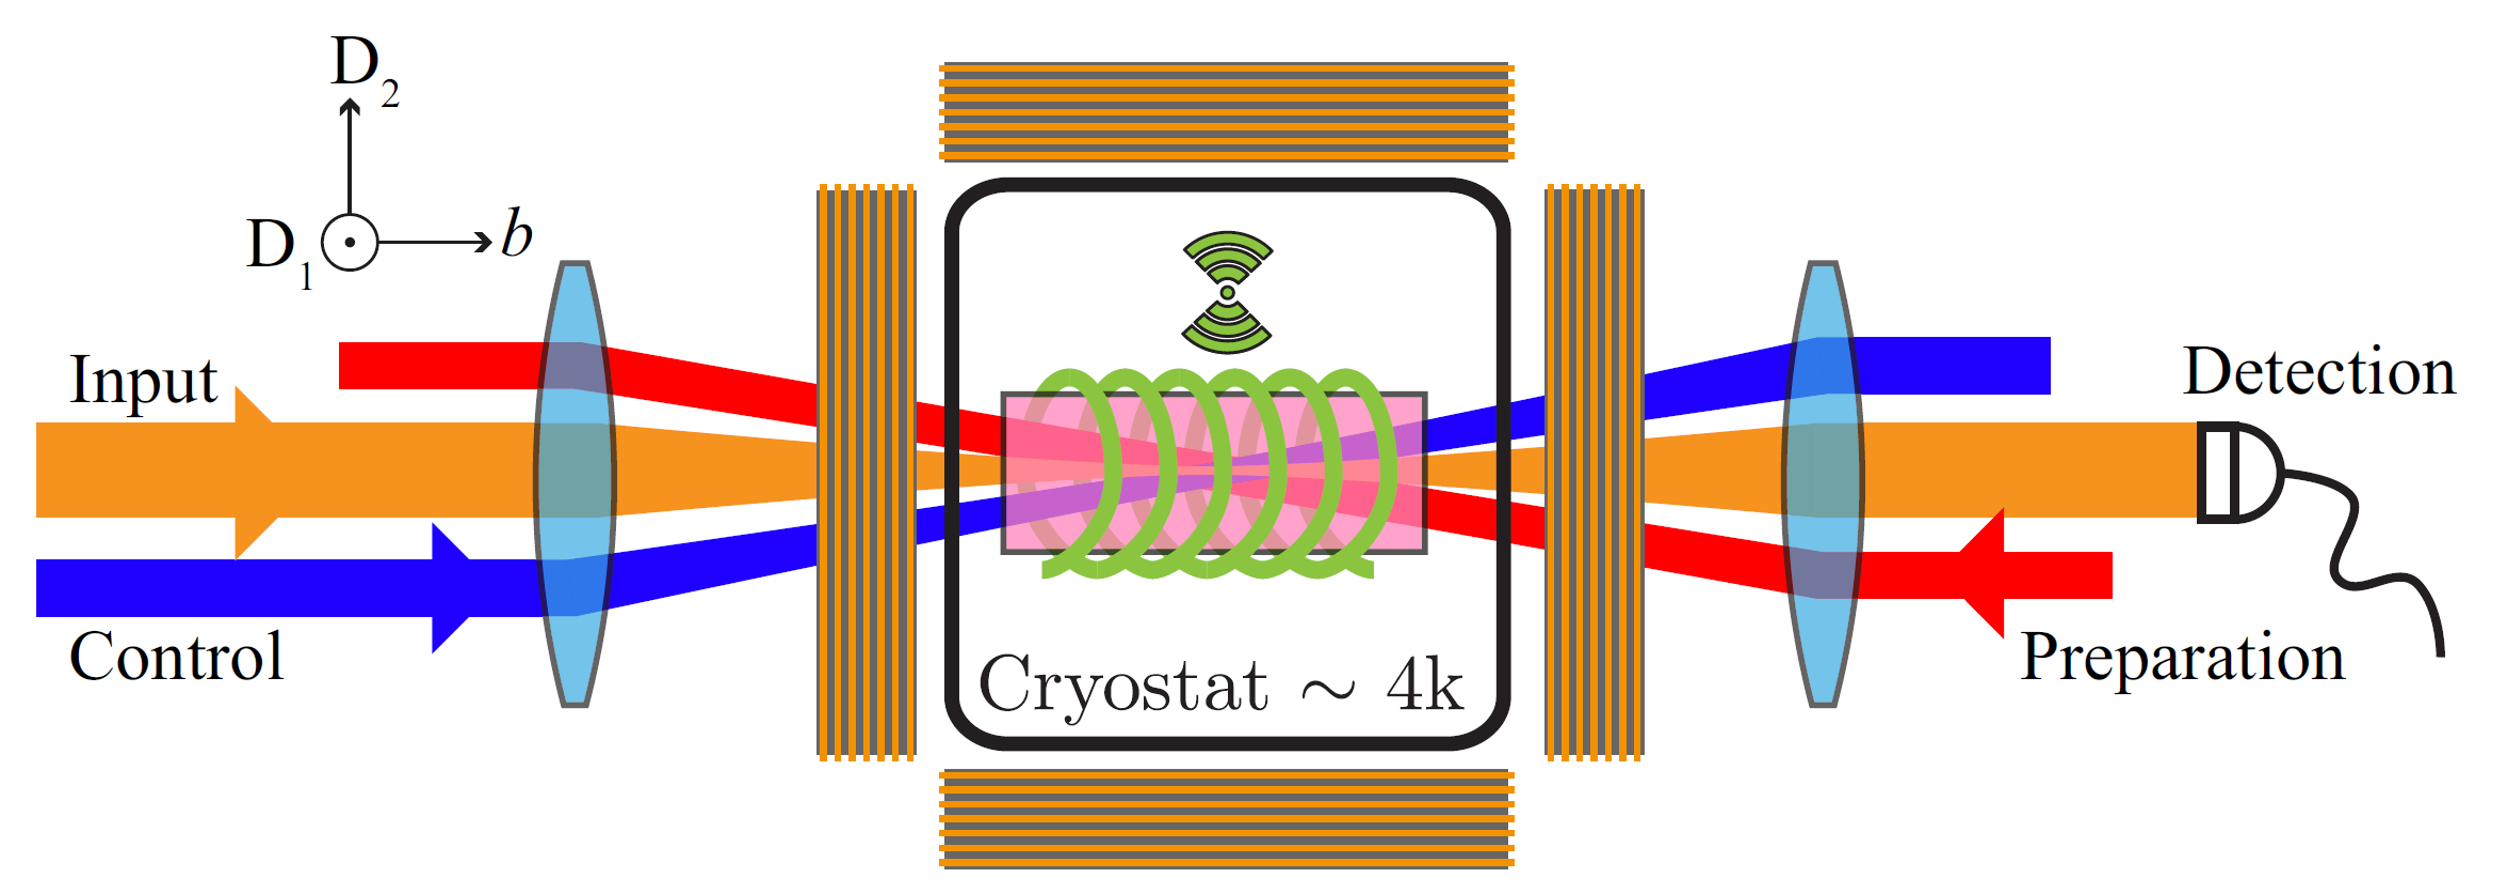 D₂
D₁
b
Input
Control
Cryostat ∼ 4k
Detection
Preparation